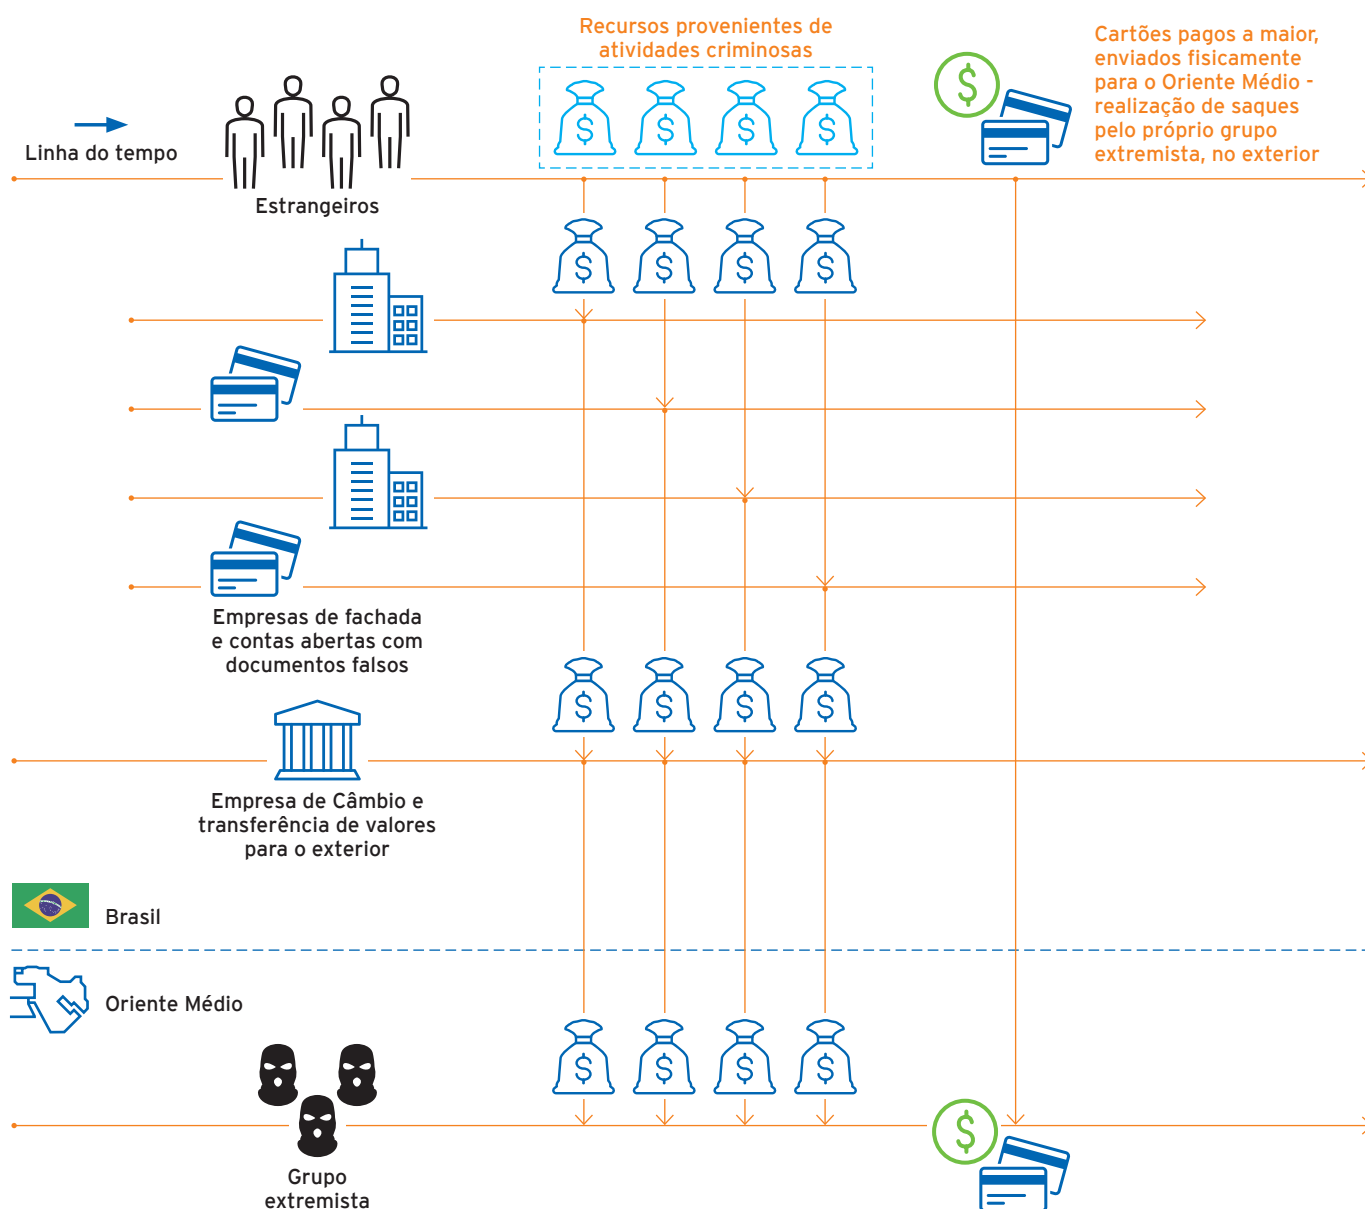 Recursos provenientes de
atividades criminosas
Cartões pagos a maior,
enviados fisicamente
para o Oriente Médio -
realização de saques
pelo próprio grupo
extremista, no exterior
Linha do tempo
Estrangeiros
Empresas de fachada
e contas abertas com
documentos falsos
Empresa de Câmbio e
transferência de valores
para o exterior
Brasil
Oriente Médio
Grupo
extremista